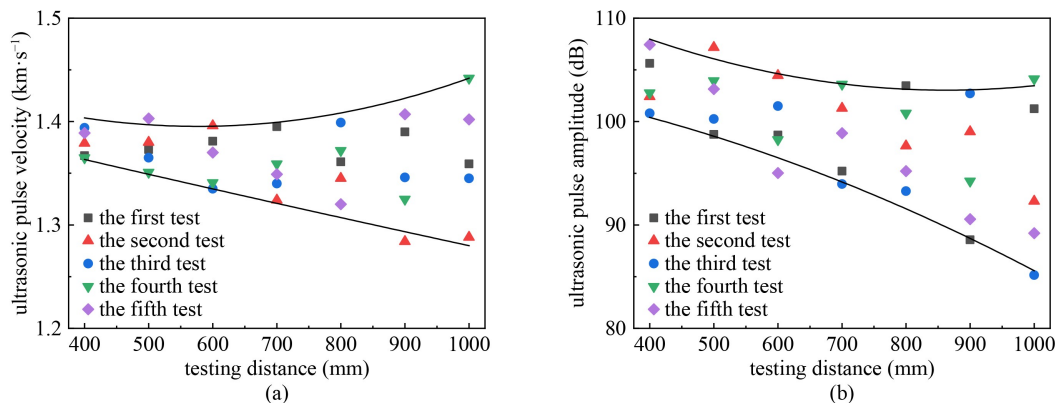 1.5
1.4
1.3
1.2
ultrasonic pulse velocity (km·s⁻¹)
the first test
the second test
the third test
the fourth test
the fifth test
400 500 600 700 800 900 1000
testing distance (mm)
(a)
110
100
90
80
ultrasonic pulse amplitude (dB)
the first test
the second test
the third test
the fourth test
the fifth test
400 500 600 700 800 900 1000
testing distance (mm)
(b)